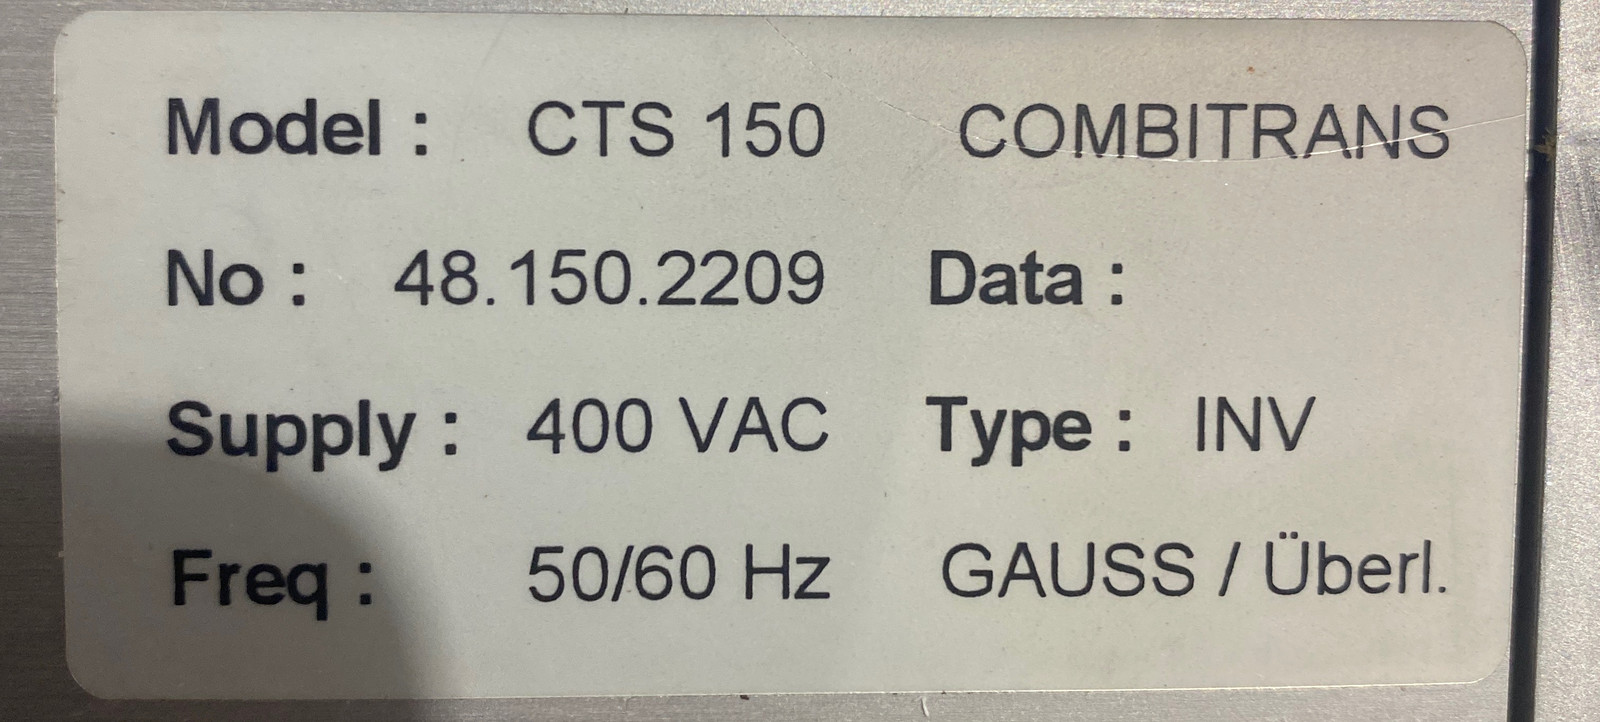 Model : CTS 150 COMBITRANS
No : 48.150.2209 Data :
Supply : 400 VAC Type : INV
Freq : 50/60 Hz GAUSS / Überl.